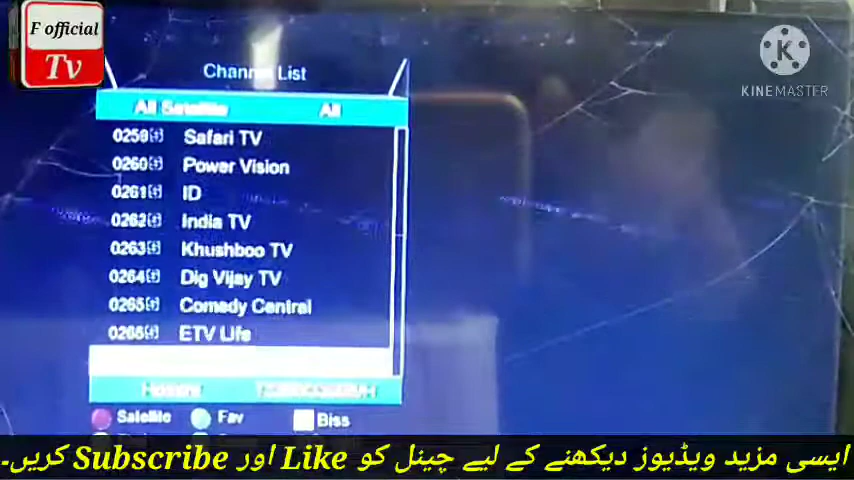 F official
Tv
KINEMASTER
Channel List
All Satellite All
0259 Safari TV
0260 Power Vision
0261 ID
0262 India TV
0263 Khushboo TV
0264 Dig Vijay TV
0265 Comedy Central
0266 ETV Life
Satellite Fav Biss
ایسی مزید ویڈیوز دیکھنے کے لیے چینل کو Like اور Subscribe کریں۔